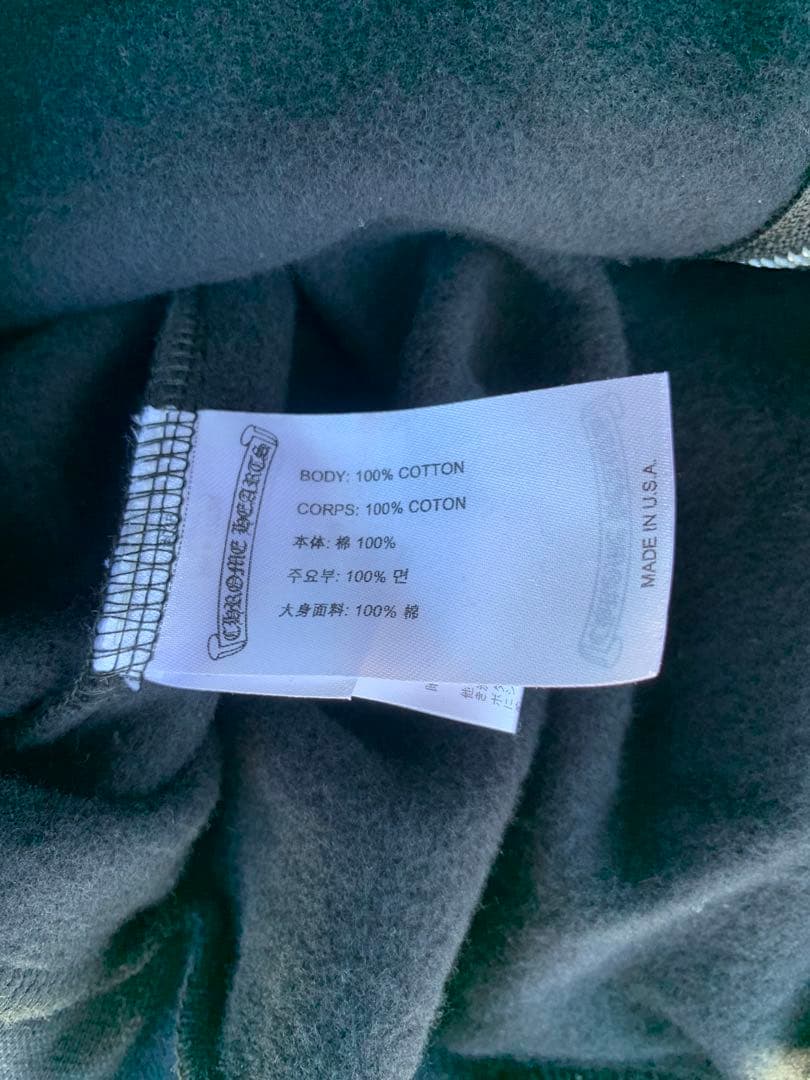 CHROME HEARTS
BODY: 100% COTTON
CORPS: 100% COTON
本体: 棉 100%
주요부: 100% 면
大身面料: 100% 棉
MADE IN U.S.A.